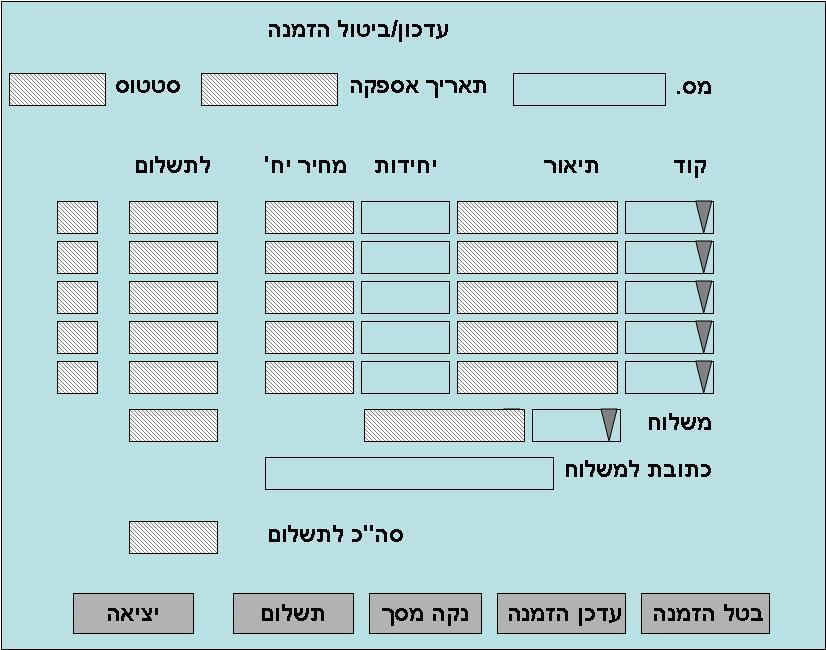 עדכון/ביטול הזמנה
מס. תאריך אספקה סטטוס
קוד תיאור יחידות מחיר יח' לתשלום
משלוח
כתובת למשלוח
סה''כ לתשלום
בטל הזמנה עדכן הזמנה נקה מסך תשלום יציאה